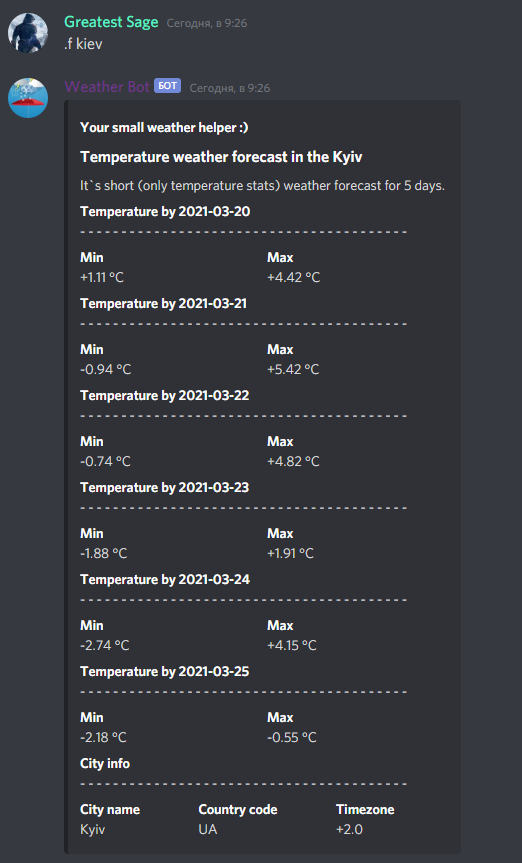 Greatest Sage Сегодня, в 9:26
.f kiev
Weather Bot БОТ Сегодня, в 9:26
Your small weather helper :)
Temperature weather forecast in the Kyiv
It`s short (only temperature stats) weather forecast for 5 days.
Temperature by 2021-03-20
- - - - - - - - - - - - - - - - - - - - - - - - - - - - - - - - - - - - - - - -
Min Max
+1.11 °C +4.42 °C
Temperature by 2021-03-21
- - - - - - - - - - - - - - - - - - - - - - - - - - - - - - - - - - - - - - - -
Min Max
-0.94 °C +5.42 °C
Temperature by 2021-03-22
- - - - - - - - - - - - - - - - - - - - - - - - - - - - - - - - - - - - - - - -
Min Max
-0.74 °C +4.82 °C
Temperature by 2021-03-23
- - - - - - - - - - - - - - - - - - - - - - - - - - - - - - - - - - - - - - - -
Min Max
-1.88 °C +1.91 °C
Temperature by 2021-03-24
- - - - - - - - - - - - - - - - - - - - - - - - - - - - - - - - - - - - - - - -
Min Max
-2.74 °C +4.15 °C
Temperature by 2021-03-25
- - - - - - - - - - - - - - - - - - - - - - - - - - - - - - - - - - - - - - - -
Min Max
-2.18 °C -0.55 °C
City info
- - - - - - - - - - - - - - - - - - - - - - - - - - - - - - - - - - - - - - - -
City name Country code Timezone
Kyiv UA +2.0